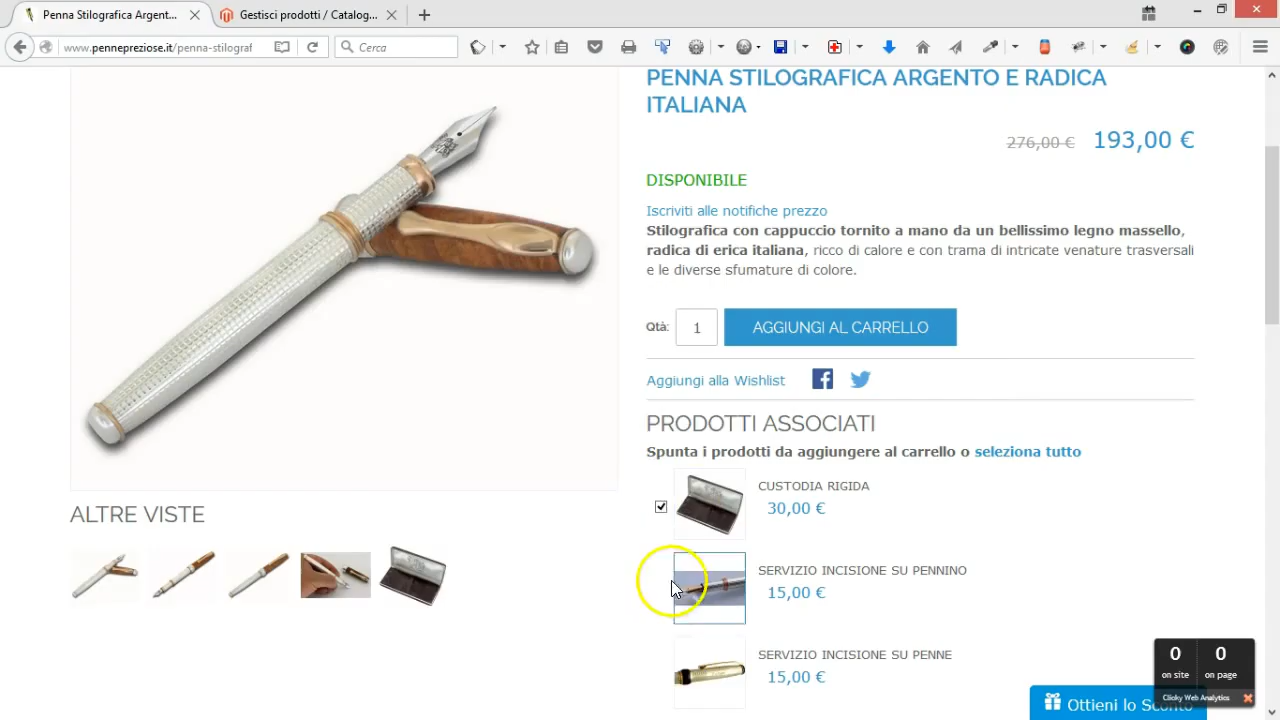 Penna Stilografica Argent...
Gestisci prodotti / Catalog...
www.pennepreziose.it/penna-stilograf
Cerca
PENNA STILOGRAFICA ARGENTO E RADICA
ITALIANA
276,00 € 193,00 €
DISPONIBILE
Iscriviti alle notifiche prezzo
Stilografica con cappuccio tornito a mano da un bellissimo legno massello,
radica di erica italiana, ricco di calore e con trama di intricate venature trasversali
e le diverse sfumature di colore.
Qtà: 1 AGGIUNGI AL CARRELLO
Aggiungi alla Wishlist
PRODOTTI ASSOCIATI
Spunta i prodotti da aggiungere al carrello o seleziona tutto
CUSTODIA RIGIDA
30,00 €
SERVIZIO INCISIONE SU PENNINO
15,00 €
SERVIZIO INCISIONE SU PENNE
15,00 €
ALTRE VISTE
0 0
on site on page
Clicky Web Analytics
Ottieni lo Sconto